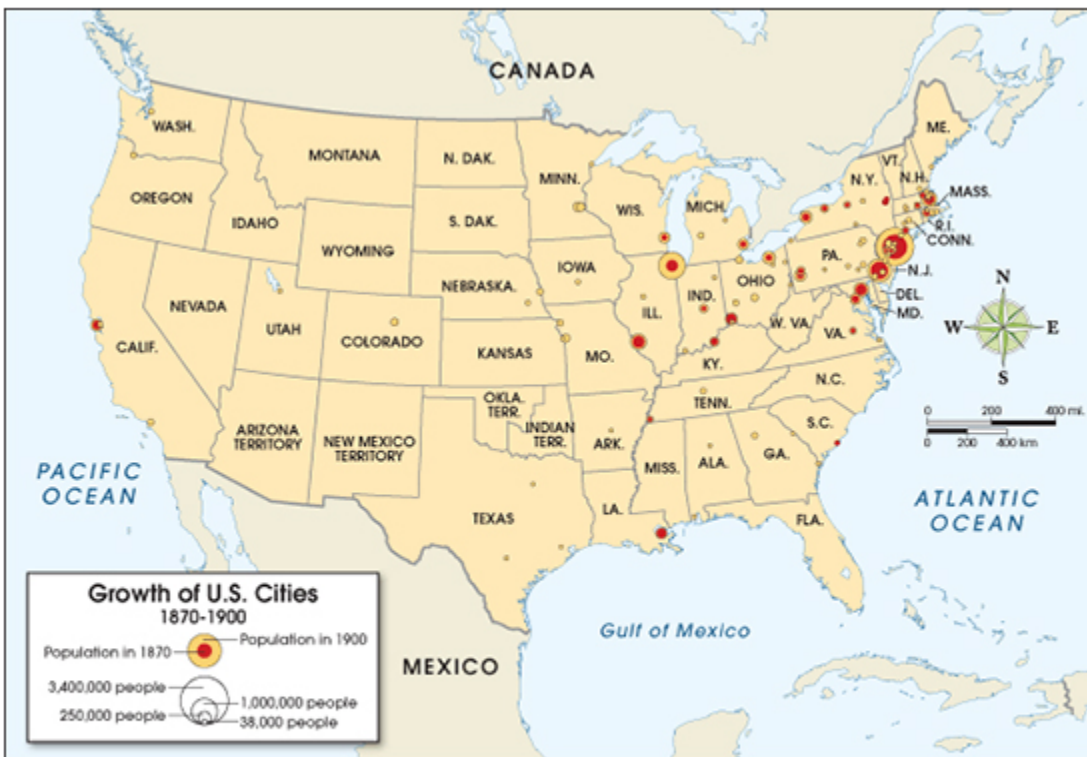 CANADA
WASH.
MONTANA
N. DAK.
MINN.
ME.
VT.
N.H.
N.Y.
MASS.
OREGON
IDAHO
S. DAK.
WIS.
MICH.
R.I.
CONN.
WYOMING
IOWA
PA.
N.J.
NEBRASKA
OHIO
IND.
DEL.
NEVADA
ILL.
W. VA.
MD.
UTAH
COLORADO
VA.
CALIF.
KANSAS
MO.
KY.
N.C.
TENN.
OKLA.
TERR.
INDIAN
TERR.
ARIZONA
TERRITORY
NEW MEXICO
TERRITORY
ARK.
S.C.
MISS.
ALA.
GA.
TEXAS
LA.
FLA.
N
W
E
S
0 200 400 mi.
0 200 400 km
PACIFIC
OCEAN
ATLANTIC
OCEAN
Gulf of Mexico
MEXICO
Growth of U.S. Cities
1870-1900
Population in 1900
Population in 1870
3,400,000 people
1,000,000 people
250,000 people
38,000 people